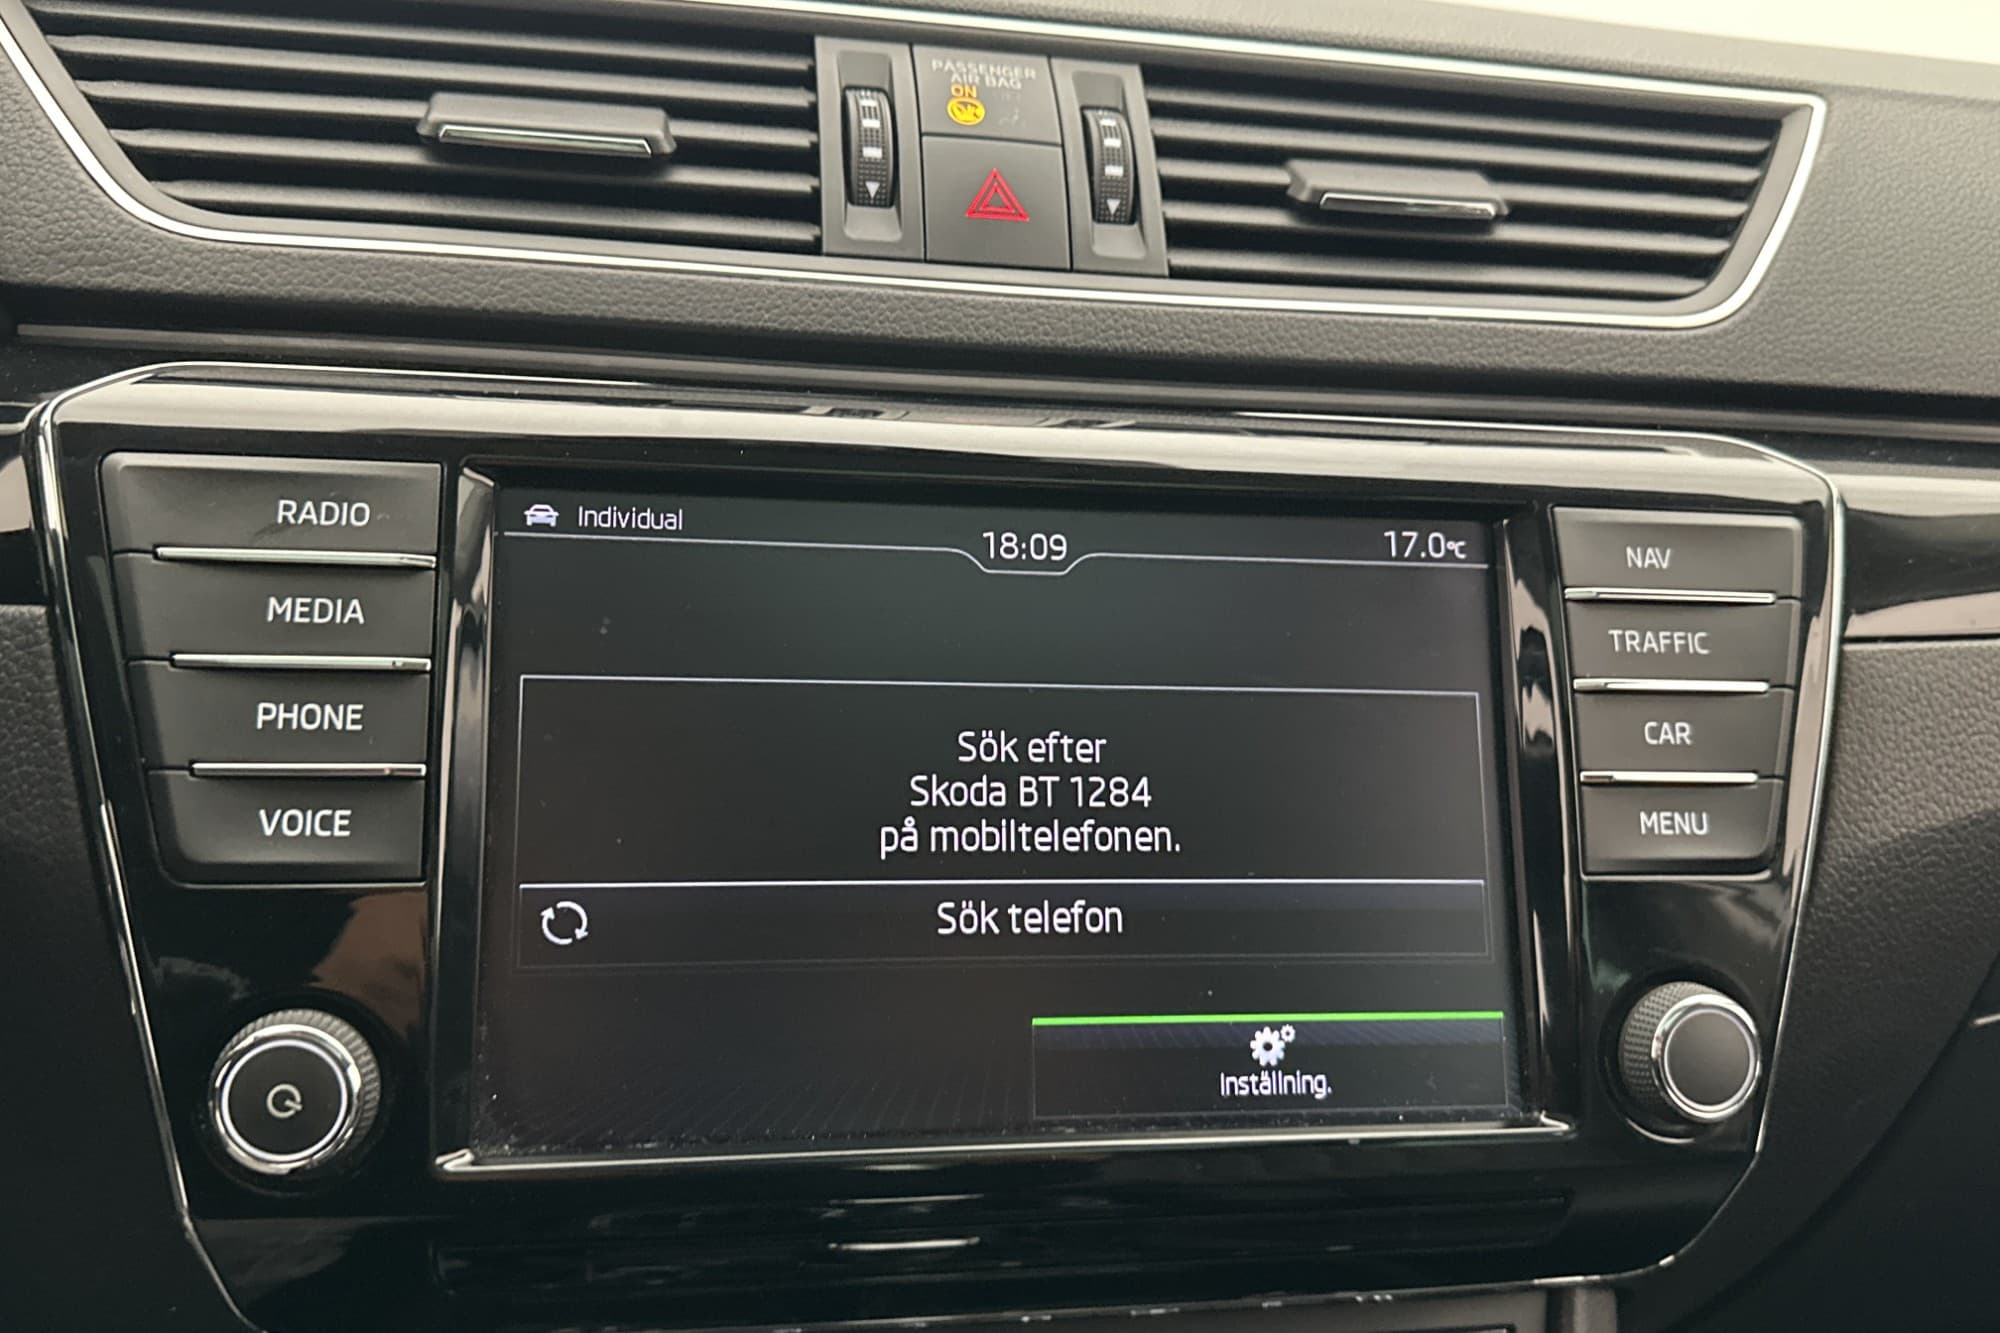 PASSENGER
AIR BAG
ON
RADIO
MEDIA
PHONE
VOICE
Individual
18:09
17.0°C
Sök efter
Skoda BT 1284
på mobiltelefonen.
Sök telefon
Inställning.
NAV
TRAFFIC
CAR
MENU